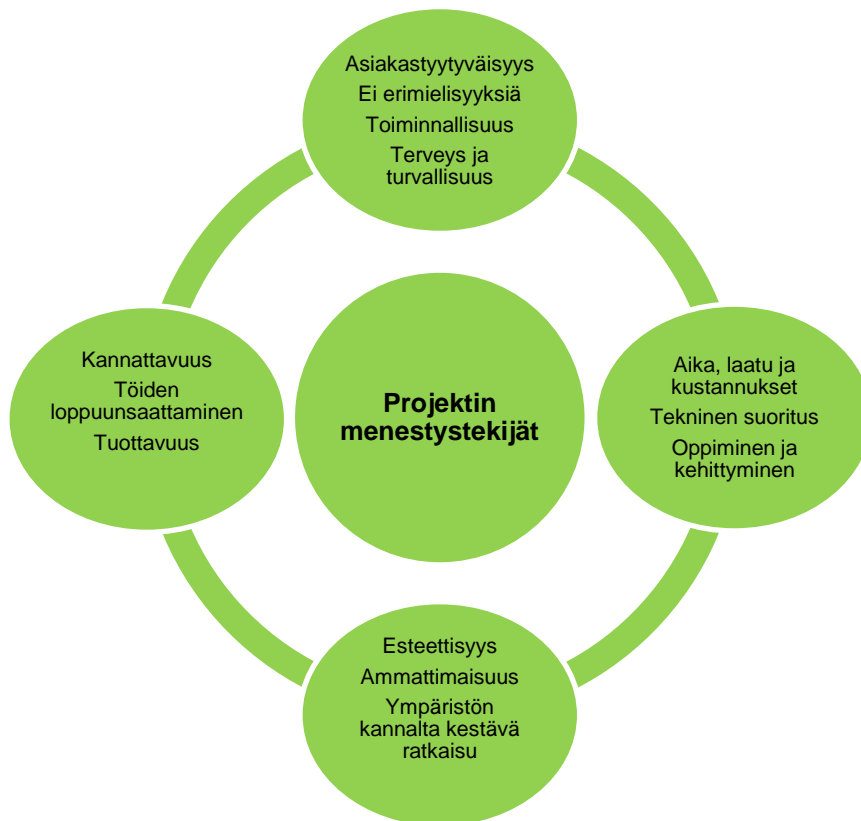 Asiakastyytyväisyys
Ei erimielisyyksiä
Toiminnallisuus
Terveys ja
turvallisuus
Kannattavuus
Töiden
loppuunsaattaminen
Tuottavuus
Projektin
menestystekijät
Aika, laatu ja
kustannukset
Tekninen suoritus
Oppiminen ja
kehittyminen
Esteettisyys
Ammattimaisuus
Ympäristön
kannalta kestävä
ratkaisu